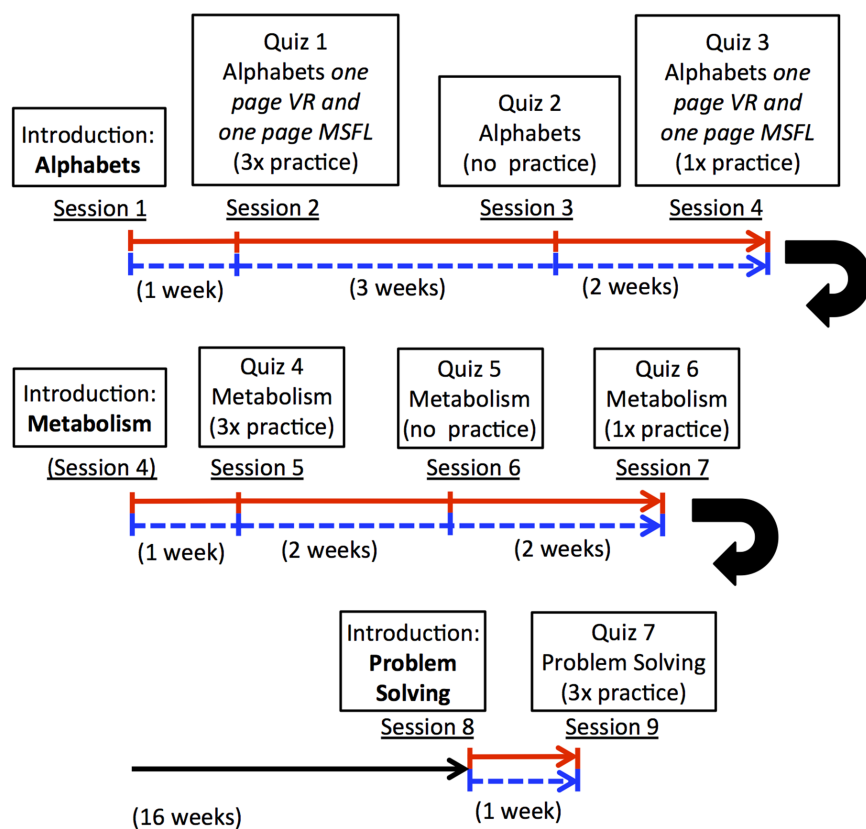 Introduction:
Alphabets
Quiz 1
Alphabets one
page VR and
one page MSFL
(3x practice)
Quiz 2
Alphabets
(no practice)
Quiz 3
Alphabets one
page VR and
one page MSFL
(1x practice)
Session 1
Session 2
Session 3
Session 4
(1 week)
(3 weeks)
(2 weeks)
Introduction:
Metabolism
Quiz 4
Metabolism
(3x practice)
Quiz 5
Metabolism
(no practice)
Quiz 6
Metabolism
(1x practice)
(Session 4)
Session 5
Session 6
Session 7
(1 week)
(2 weeks)
(2 weeks)
Introduction:
Problem
Solving
Quiz 7
Problem Solving
(3x practice)
Session 8
Session 9
(16 weeks)
(1 week)